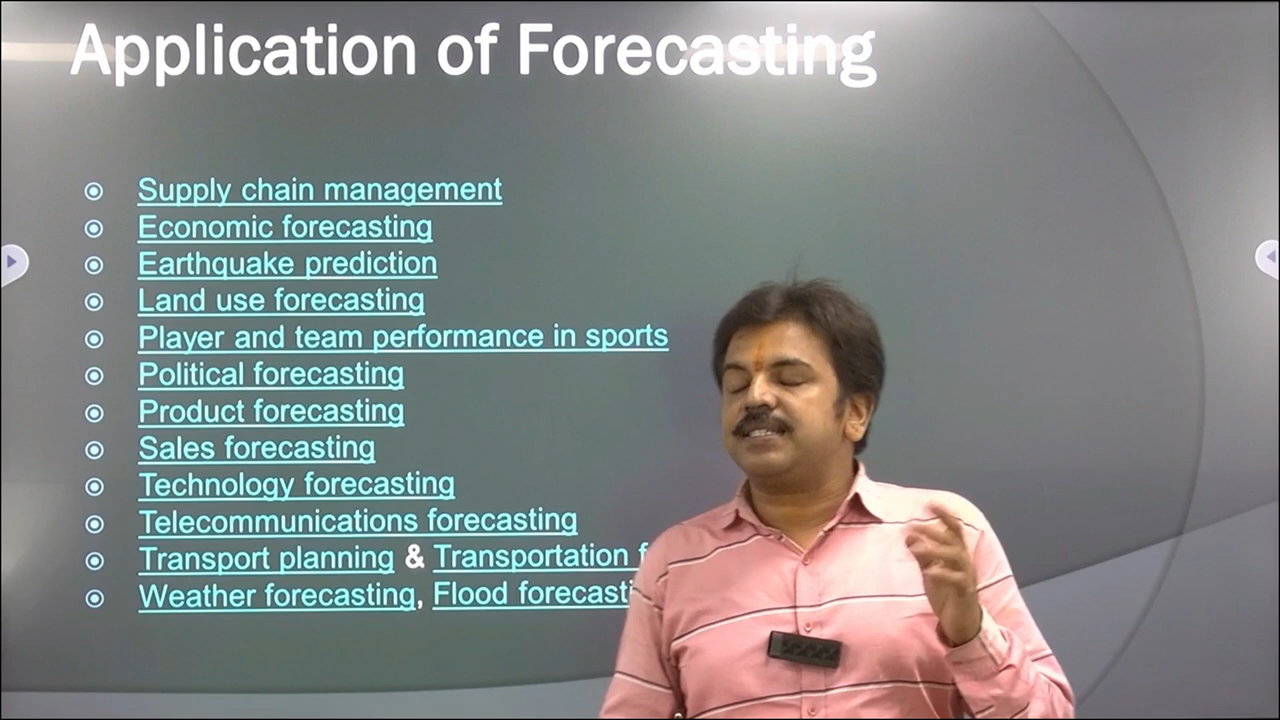 Application of Forecasting
Supply chain management
Economic forecasting
Earthquake prediction
Land use forecasting
Player and team performance in sports
Political forecasting
Product forecasting
Sales forecasting
Technology forecasting
Telecommunications forecasting
Transport planning & Transportation
Weather forecasting, Flood